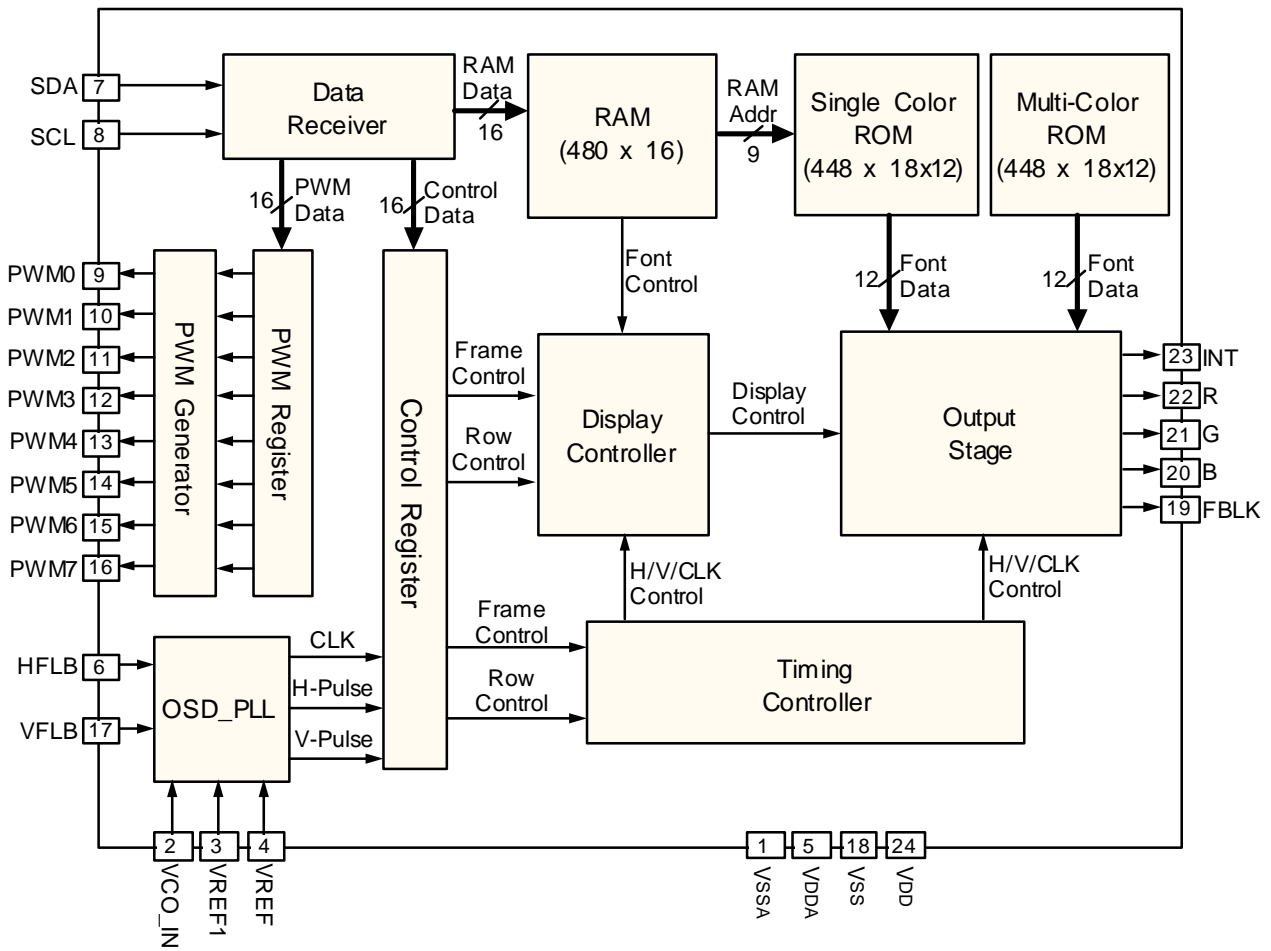 SDA
7
SCL
8
Data
Receiver
RAM
Data
16
RAM
(480 x 16)
RAM
Addr
9
Single Color
ROM
(448 x 18x12)
Multi-Color
ROM
(448 x 18x12)
16
PWM
Data
16
Control
Data
Font
Control
12
Font
Data
12
Font
Data
PWM0
9
PWM1
10
PWM2
11
PWM3
12
PWM4
13
PWM5
14
PWM6
15
PWM7
16
PWM Generator
PWM Register
Control Register
Frame
Control
Row
Control
Display
Controller
Display
Control
Output
Stage
23
INT
22
R
21
G
20
B
19
FBLK
H/V/CLK
Control
H/V/CLK
Control
HFLB
6
VFLB
17
OSD_PLL
CLK
H-Pulse
V-Pulse
Frame
Control
Row
Control
Timing
Controller
2
3
4
1
5
18
24
VCO_IN
VREF1
VREF
VSSA
VDDA
VSS
VDD